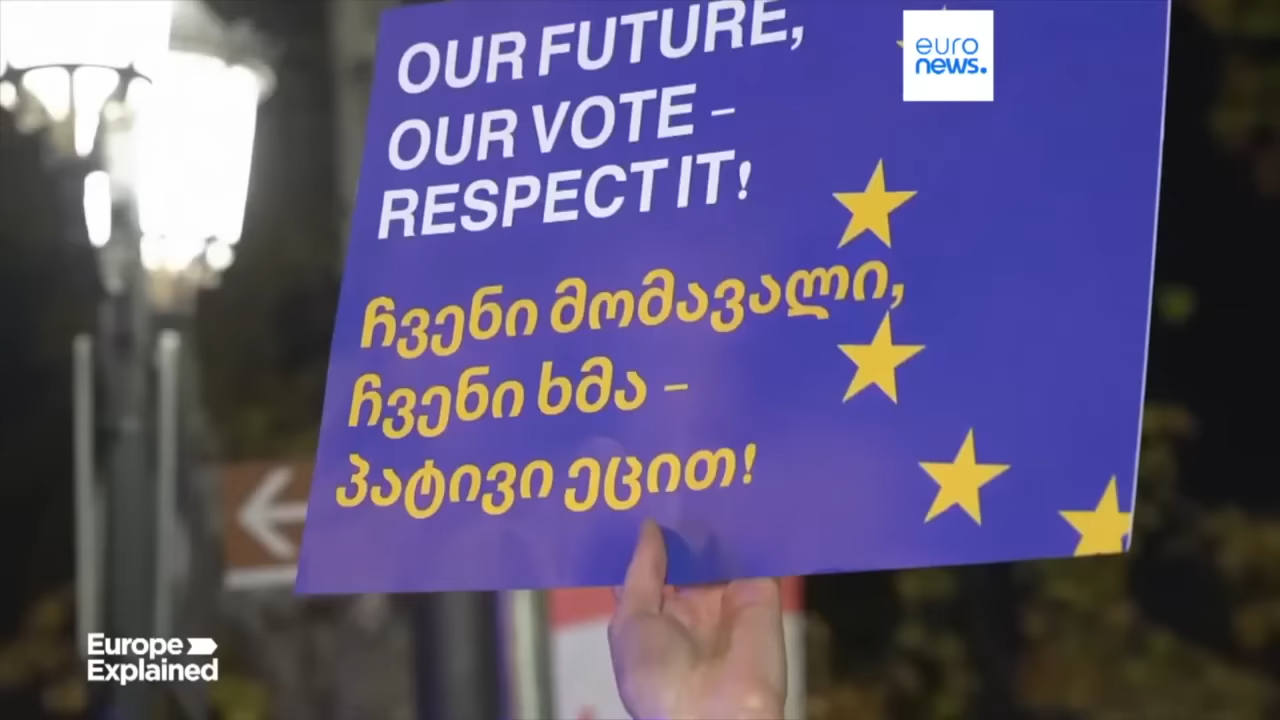 OUR FUTURE,
OUR VOTE –
RESPECT IT!
ჩვენი მომავალი,
ჩვენი ხმა –
პატივი ეცით!
euro
news.
Europe
Explained